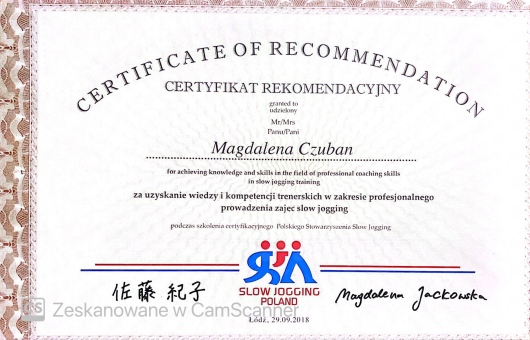 CERTIFICATE OF RECOMMENDATION
CERTYFIKAT REKOMENDACYJNY
granted to
udzielony
Mr/Mrs
Panu/Pani
Magdalena Czuban
for achieving knowledge and skills in the field of professional coaching skills
in slow jogging training
za uzyskanie wiedzy i kompetencji trenerskich w zakresie profesjonalnego
prowadzenia zajęc slow jogging
podczas szkolenia certyfikacyjnego Polskiego Stowarzyszenia Slow Jogging
SLOW JOGGING
POLAND
佐藤 紀子
Magdalena Jackowska
CS Zeskanowane w CamScanner
Łódź, 29.09.2018